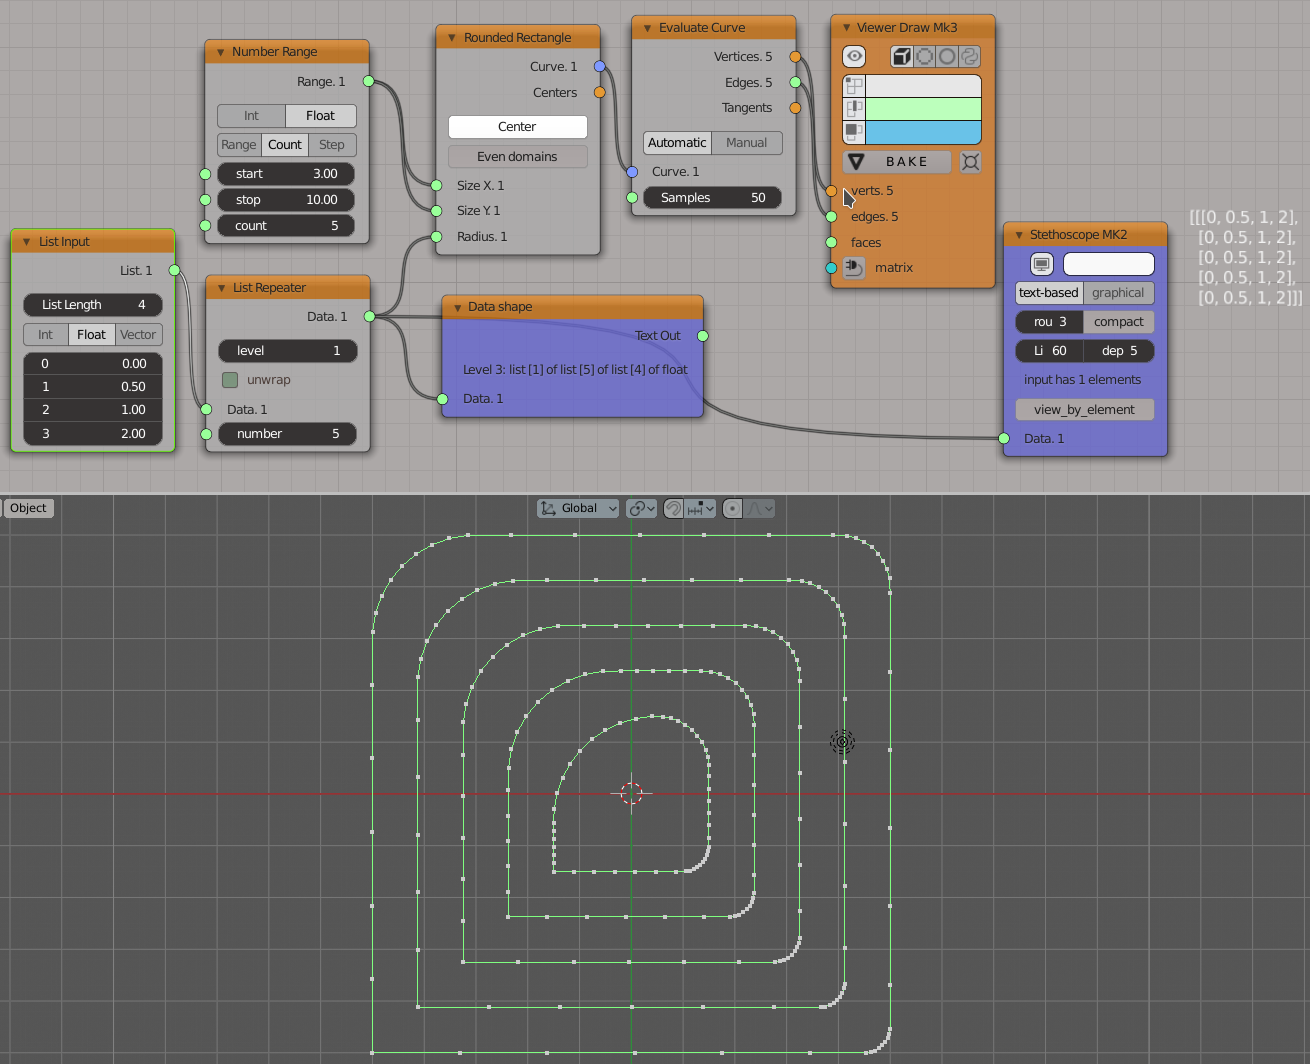 Number Range
Range. 1
Int Float
Range Count Step
start 3.00
stop 10.00
count 5
List Input
List. 1
List Length 4
Int Float Vector
0 0.00
1 0.50
2 1.00
3 2.00
List Repeater
Data. 1
level 1
unwrap
Data. 1
number 5
Rounded Rectangle
Curve. 1
Centers
Center
Even domains
Size X. 1
Size Y. 1
Radius. 1
Data shape
Text Out
Level 3: list [1] of list [5] of list [4] of float
Data. 1
Evaluate Curve
Vertices. 5
Edges. 5
Tangents
Automatic Manual
Curve. 1
Samples 50
Viewer Draw Mk3
BAKE
verts. 5
edges. 5
faces
matrix
Stethoscope MK2
text-based graphical
rou 3 compact
Li 60 dep 5
input has 1 elements
view_by_element
Data. 1
[[[0, 0.5, 1, 2],
[0, 0.5, 1, 2],
[0, 0.5, 1, 2],
[0, 0.5, 1, 2],
[0, 0.5, 1, 2]]]
Object
Global